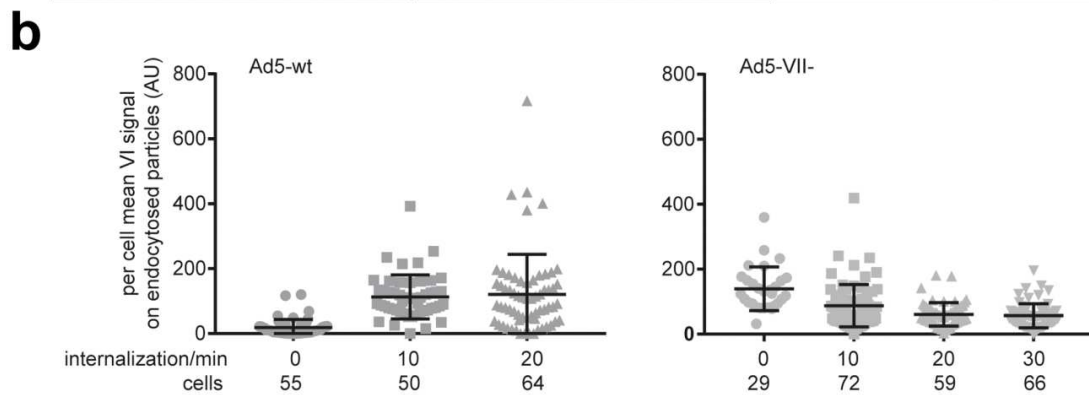 b
per cell mean VI signal
on endocytosed particles (AU)
Ad5-wt
800
600
400
200
0
internalization/min 0 10 20
cells 55 50 64
Ad5-VII-
800
600
400
200
0
0 10 20 30
29 72 59 66